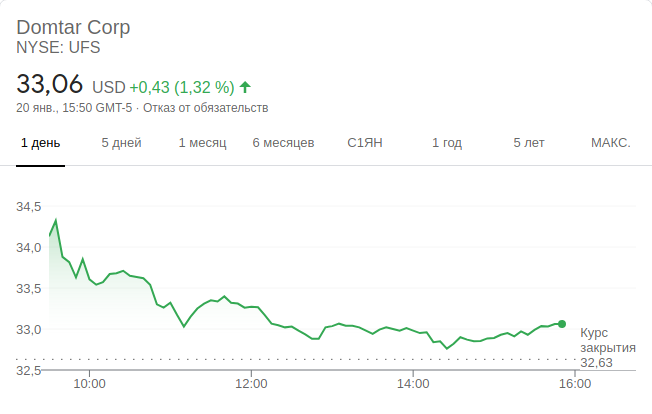 Domtar Corp
NYSE: UFS
33,06 USD +0,43 (1,32 %)
20 янв., 15:50 GMT-5 · Отказ от обязательств
1 день 5 дней 1 месяц 6 месяцев С1ЯН 1 год 5 лет МАКС.
34,5
34,0
33,5
33,0
Курс
закрытия
32,63
32,5
10:00 12:00 14:00 16:00